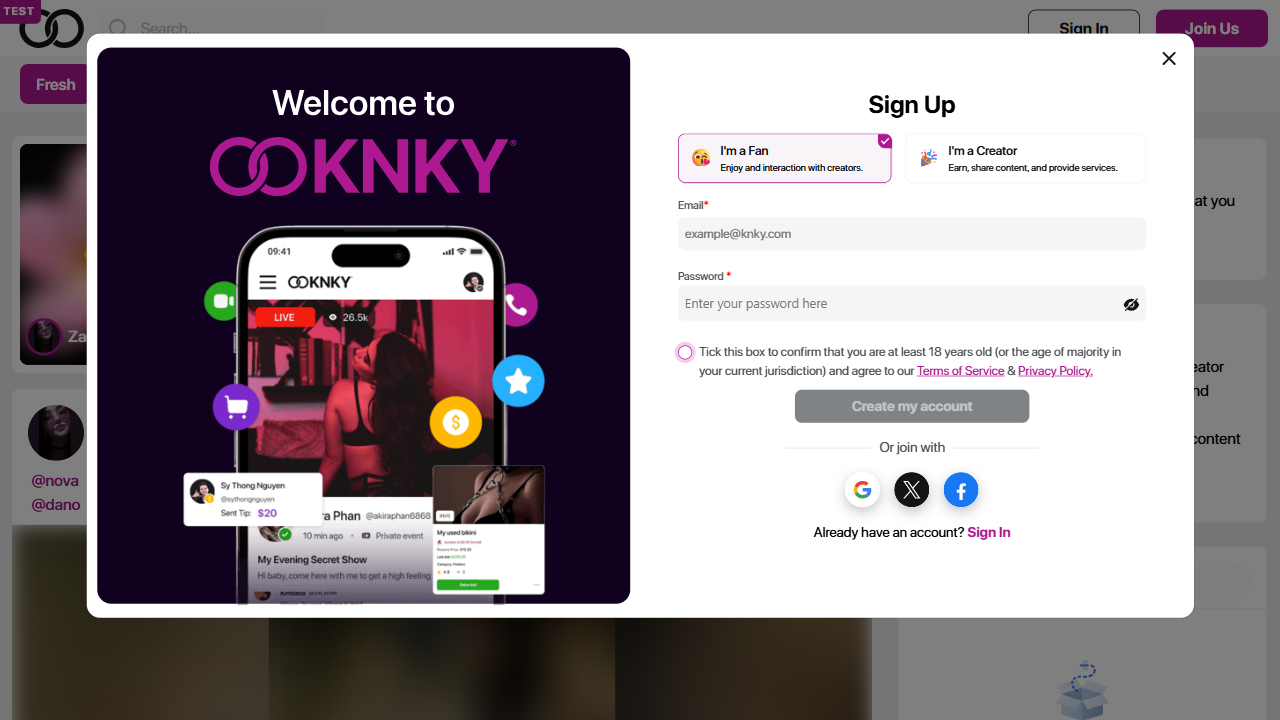 TEST
Search...
Sign In
Join Us
Fresh
Za
@nova
@dano
at you
eator
nd
content
Welcome to
KNKY
09:41
KNKY
LIVE
26.5k
Sy Thong Nguyen
@sythongnguyen
Sent Tip: $20
ra Phan @akiraphan6868
10 min ago • Private event
My Evening Secret Show
Hi baby, come here with me to get a high feeling
My used bikini
Sign Up
I'm a Fan
Enjoy and interaction with creators.
I'm a Creator
Earn, share content, and provide services.
Email*
example@knky.com
Password *
Enter your password here
Tick this box to confirm that you are at least 18 years old (or the age of majority in
your current jurisdiction) and agree to our Terms of Service & Privacy Policy.
Create my account
Or join with
Already have an account? Sign In